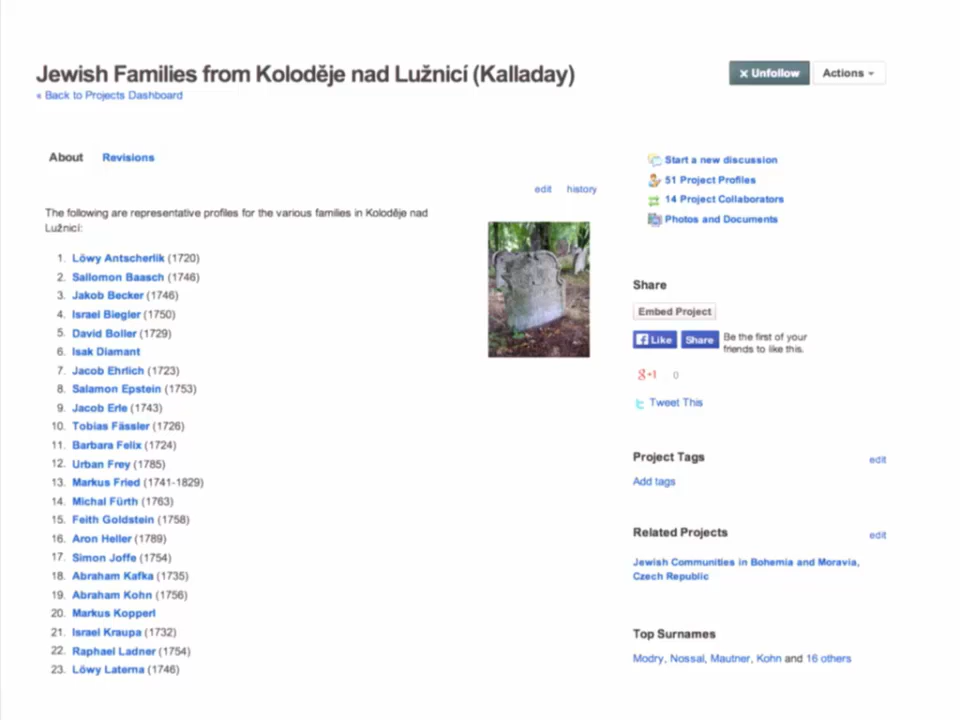 Jewish Families from Koloděje nad Lužnicí (Kalladay)
x Unfollow
Actions
« Back to Projects Dashboard
About
Revisions
edit
history
The following are representative profiles for the various families in Koloděje nad
Lužnicí:
1. Löwy Antscherlik (1720)
2. Sallomon Baasch (1746)
3. Jakob Becker (1746)
4. Israel Biegler (1750)
5. David Boller (1729)
6. Isak Diamant
7. Jacob Ehrlich (1723)
8. Salamon Epstein (1753)
9. Jacob Erle (1743)
10. Tobias Fässler (1726)
11. Barbara Felix (1724)
12. Urban Frey (1785)
13. Markus Fried (1741-1829)
14. Michal Fürth (1763)
15. Feith Goldstein (1758)
16. Aron Heller (1789)
17. Simon Joffe (1754)
18. Abraham Kafka (1735)
19. Abraham Kohn (1756)
20. Markus Kopperl
21. Israel Kraupa (1732)
22. Raphael Ladner (1754)
23. Löwy Laterna (1746)
Start a new discussion
51 Project Profiles
14 Project Collaborators
Photos and Documents
Share
Embed Project
Like
Share
Be the first of your
friends to like this.
g+1 0
Tweet This
Project Tags
edit
Add tags
Related Projects
edit
Jewish Communities in Bohemia and Moravia,
Czech Republic
Top Surnames
Modry, Nossal, Mautner, Kohn and 16 others